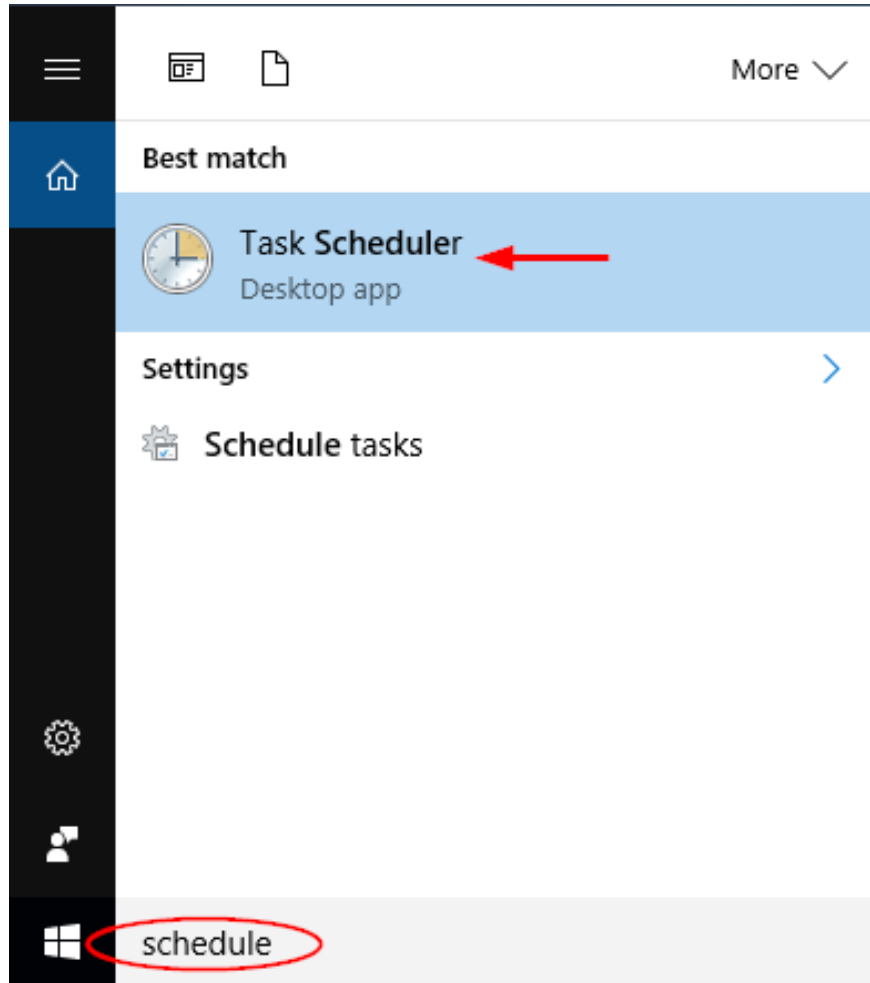 More
Best match
Task Scheduler
Desktop app
Settings
Schedule tasks
schedule